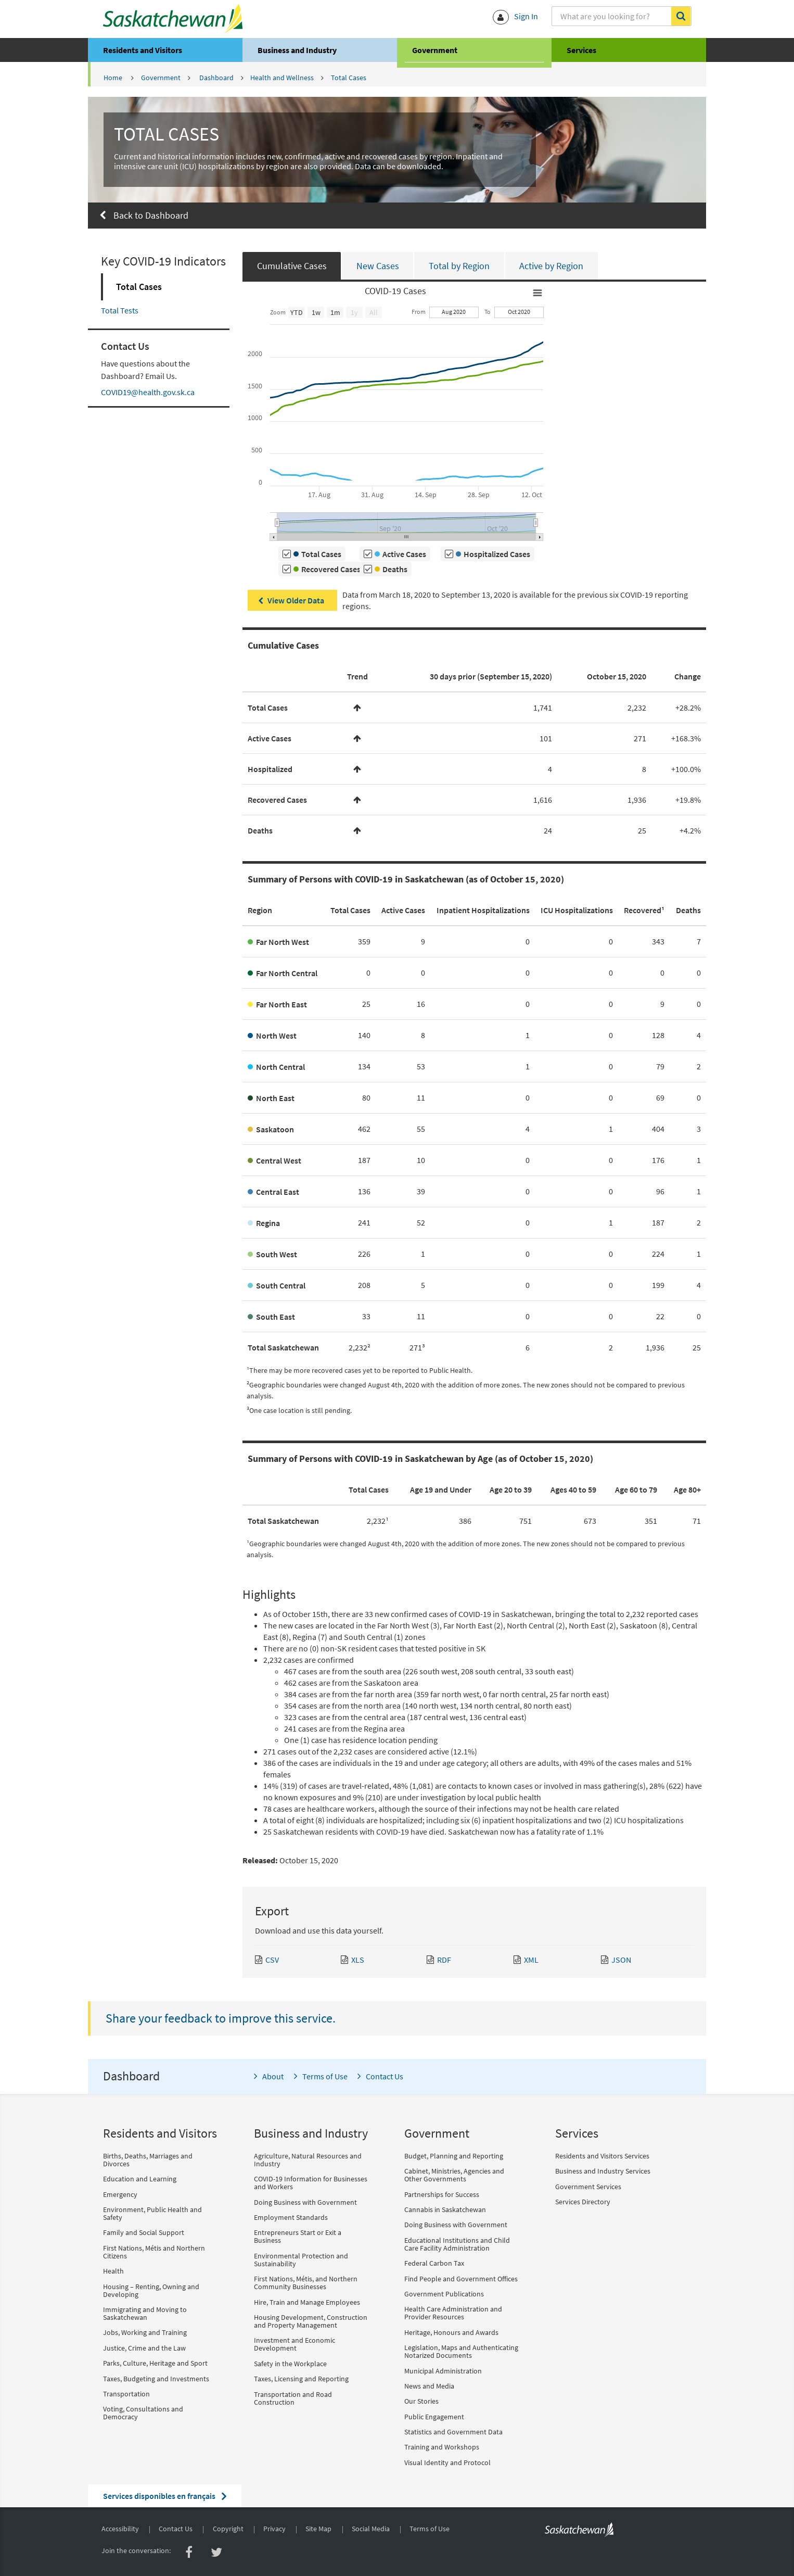 Saskatchewan
Sign In
What are you looking for?
Residents and Visitors
Business and Industry
Government
Services
Home > Government > Dashboard > Health and Wellness > Total Cases
TOTAL CASES
Current and historical information includes new, confirmed, active and recovered cases by region. Inpatient and
intensive care unit (ICU) hospitalizations by region are also provided. Data can be downloaded.
Back to Dashboard
Key COVID-19 Indicators
Total Cases
Total Tests
Contact Us
Have questions about the
Dashboard? Email Us.
COVID19@health.gov.sk.ca
Cumulative Cases
New Cases
Total by Region
Active by Region
COVID-19 Cases
Zoom YTD 1w 1m 1y All From Aug 2020 To Oct 2020
2000
1500
1000
500
0
17. Aug 31. Aug 14. Sep 28. Sep 12. Oct
Sep '20 Oct '20
Total Cases Active Cases Hospitalized Cases
Recovered Cases Deaths
View Older Data
Data from March 18, 2020 to September 13, 2020 is available for the previous six COVID-19 reporting
regions.
Cumulative Cases
Trend 30 days prior (September 15, 2020) October 15, 2020 Change
Total Cases 1,741 2,232 +28.2%
Active Cases 101 271 +168.3%
Hospitalized 4 8 +100.0%
Recovered Cases 1,616 1,936 +19.8%
Deaths 24 25 +4.2%
Summary of Persons with COVID-19 in Saskatchewan (as of October 15, 2020)
Region Total Cases Active Cases Inpatient Hospitalizations ICU Hospitalizations Recovered¹ Deaths
Far North West 359 9 0 0 343 7
Far North Central 0 0 0 0 0 0
Far North East 25 16 0 0 9 0
North West 140 8 1 0 128 4
North Central 134 53 1 0 79 2
North East 80 11 0 0 69 0
Saskatoon 462 55 4 1 404 3
Central West 187 10 0 0 176 1
Central East 136 39 0 0 96 1
Regina 241 52 0 1 187 2
South West 226 1 0 0 224 1
South Central 208 5 0 0 199 4
South East 33 11 0 0 22 0
Total Saskatchewan 2,232² 271³ 6 2 1,936 25
¹There may be more recovered cases yet to be reported to Public Health.
²Geographic boundaries were changed August 4th, 2020 with the addition of more zones. The new zones should not be compared to previous
analysis.
³One case location is still pending.
Summary of Persons with COVID-19 in Saskatchewan by Age (as of October 15, 2020)
Total Cases Age 19 and Under Age 20 to 39 Ages 40 to 59 Age 60 to 79 Age 80+
Total Saskatchewan 2,232¹ 386 751 673 351 71
¹Geographic boundaries were changed August 4th, 2020 with the addition of more zones. The new zones should not be compared to previous
analysis.
Highlights
As of October 15th, there are 33 new confirmed cases of COVID-19 in Saskatchewan, bringing the total to 2,232 reported cases
The new cases are located in the Far North West (3), Far North East (2), North Central (2), North East (2), Saskatoon (8), Central
East (8), Regina (7) and South Central (1) zones
There are no (0) non-SK resident cases that tested positive in SK
2,232 cases are confirmed
467 cases are from the south area (226 south west, 208 south central, 33 south east)
462 cases are from the Saskatoon area
384 cases are from the far north area (359 far north west, 0 far north central, 25 far north east)
354 cases are from the north area (140 north west, 134 north central, 80 north east)
323 cases are from the central area (187 central west, 136 central east)
241 cases are from the Regina area
One (1) case has residence location pending
271 cases out of the 2,232 cases are considered active (12.1%)
386 of the cases are individuals in the 19 and under age category; all others are adults, with 49% of the cases males and 51%
females
14% (319) of cases are travel-related, 48% (1,081) are contacts to known cases or involved in mass gathering(s), 28% (622) have
no known exposures and 9% (210) are under investigation by local public health
78 cases are healthcare workers, although the source of their infections may not be health care related
A total of eight (8) individuals are hospitalized; including six (6) inpatient hospitalizations and two (2) ICU hospitalizations
25 Saskatchewan residents with COVID-19 have died. Saskatchewan now has a fatality rate of 1.1%
Released: October 15, 2020
Export
Download and use this data yourself.
CSV XLS RDF XML JSON
Share your feedback to improve this service.
Dashboard
About Terms of Use Contact Us
Residents and Visitors
Births, Deaths, Marriages and
Divorces
Education and Learning
Emergency
Environment, Public Health and
Safety
Family and Social Support
First Nations, Métis and Northern
Citizens
Health
Housing – Renting, Owning and
Developing
Immigrating and Moving to
Saskatchewan
Jobs, Working and Training
Justice, Crime and the Law
Parks, Culture, Heritage and Sport
Taxes, Budgeting and Investments
Transportation
Voting, Consultations and
Democracy
Business and Industry
Agriculture, Natural Resources and
Industry
COVID-19 Information for Businesses
and Workers
Doing Business with Government
Employment Standards
Entrepreneurs Start or Exit a
Business
Environmental Protection and
Sustainability
First Nations, Métis, and Northern
Community Businesses
Hire, Train and Manage Employees
Housing Development, Construction
and Property Management
Investment and Economic
Development
Safety in the Workplace
Taxes, Licensing and Reporting
Transportation and Road
Construction
Government
Budget, Planning and Reporting
Cabinet, Ministries, Agencies and
Other Governments
Partnerships for Success
Cannabis in Saskatchewan
Doing Business with Government
Educational Institutions and Child
Care Facility Administration
Federal Carbon Tax
Find People and Government Offices
Government Publications
Health Care Administration and
Provider Resources
Heritage, Honours and Awards
Legislation, Maps and Authenticating
Notarized Documents
Municipal Administration
News and Media
Our Stories
Public Engagement
Statistics and Government Data
Training and Workshops
Visual Identity and Protocol
Services
Residents and Visitors Services
Business and Industry Services
Government Services
Services Directory
Services disponibles en français
Accessibility | Contact Us | Copyright | Privacy | Site Map | Social Media | Terms of Use
Saskatchewan
Join the conversation: